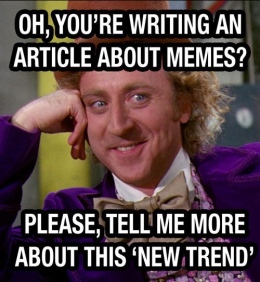 OH, YOU'RE WRITING AN
ARTICLE ABOUT MEMES?
PLEASE, TELL ME MORE
ABOUT THIS 'NEW TREND'